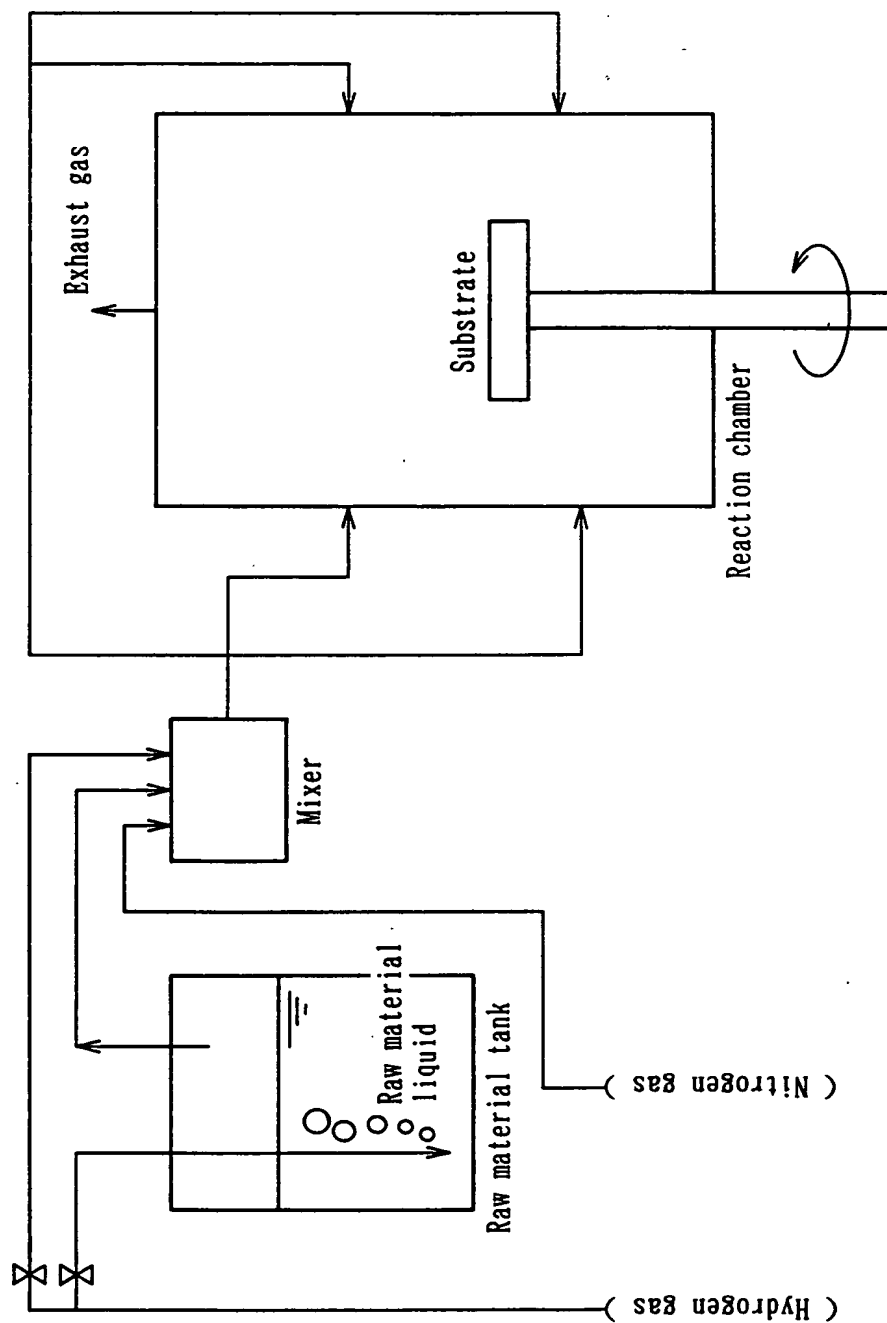 Exhaust gas
Substrate
Reaction chamber
Mixer
Raw material
liquid
Raw material tank
( Nitrogen gas )
( Hydrogen gas )